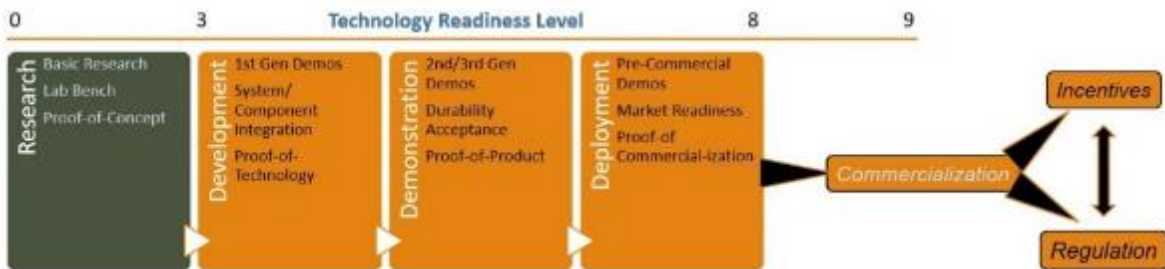 0 3 Technology Readiness Level 8 9
Research
Basic Research
Lab Bench
Proof-of-Concept
Development
1st Gen Demos
System/
Component
Integration
Proof-of-
Technology
Demonstration
2nd/3rd Gen
Demos
Durability
Acceptance
Proof-of-Product
Deployment
Pre-Commercial
Demos
Market Readiness
Proof-of
Commercial-ization
Commercialization
Incentives
Regulation